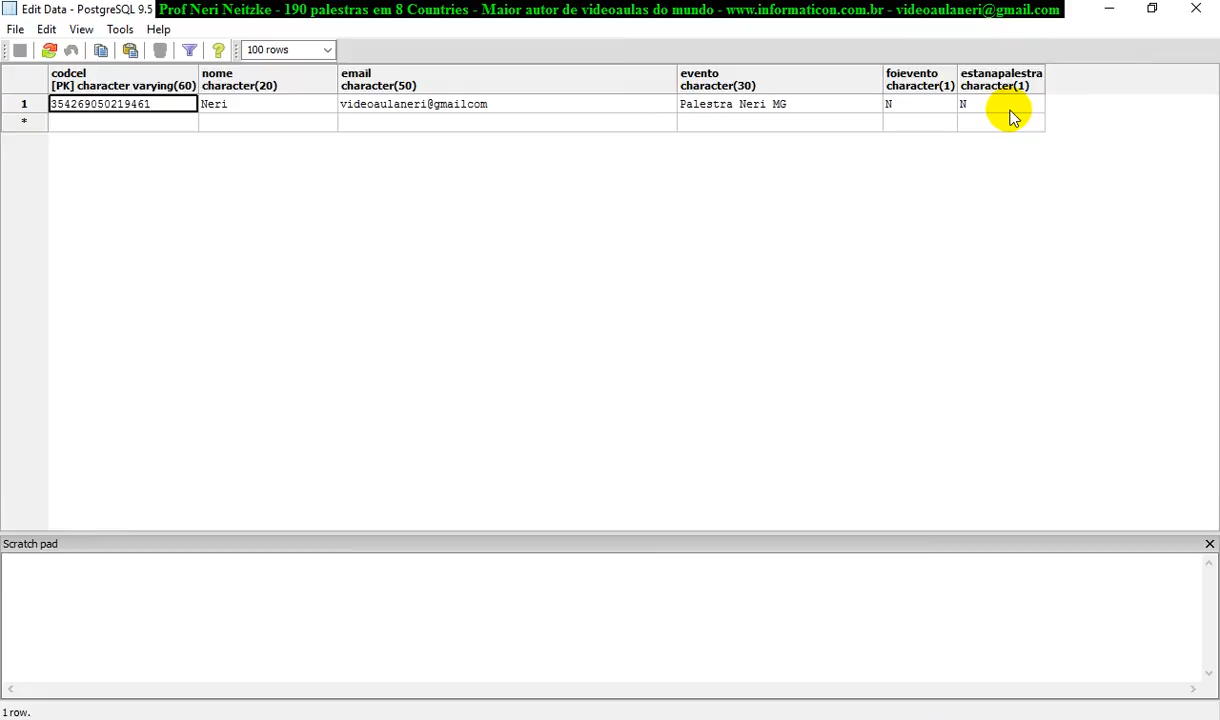 Edit Data - PostgreSQL 9.5 Prof Neri Neitzke - 190 palestras em 8 Countries - Maior autor de videoaulas do mundo - www.informaticon.com.br - videoaulaneri@gmail.com
File Edit View Tools Help
100 rows
codcel nome email evento foievento estanapalestra
[PK] character varying(60) character(20) character(50) character(30) character(1) character(1)
1 354269050219461 Neri videoaulaneri@gmailcom Palestra Neri MG N N
*
Scratch pad
1 row.